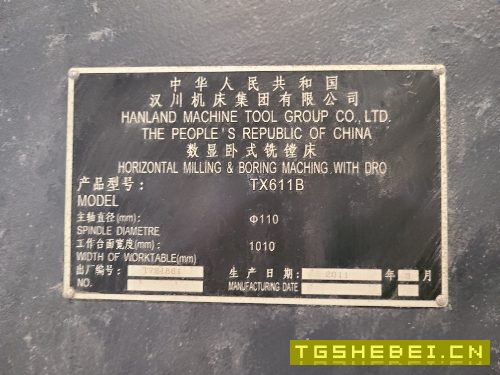 中华人民共和国
汉川机床集团有限公司
HANLAND MACHINE TOOL GROUP CO., LTD.
THE PEOPLE'S REPUBLIC OF CHINA
数显卧式铣镗床
HORIZONTAL MILLING & BORING MACHING WITH DRO
产品型号: TX611B
MODEL
主轴直径(mm): Φ110
SPINDLE DIAMETRE
工作台面宽度(mm): 1010
WIDTH OF WORKTABLE(mm)
出厂编号: 生产日期: 2011 年 月
NO. MANUFACTURING DATE
TGSHEBEI.CN